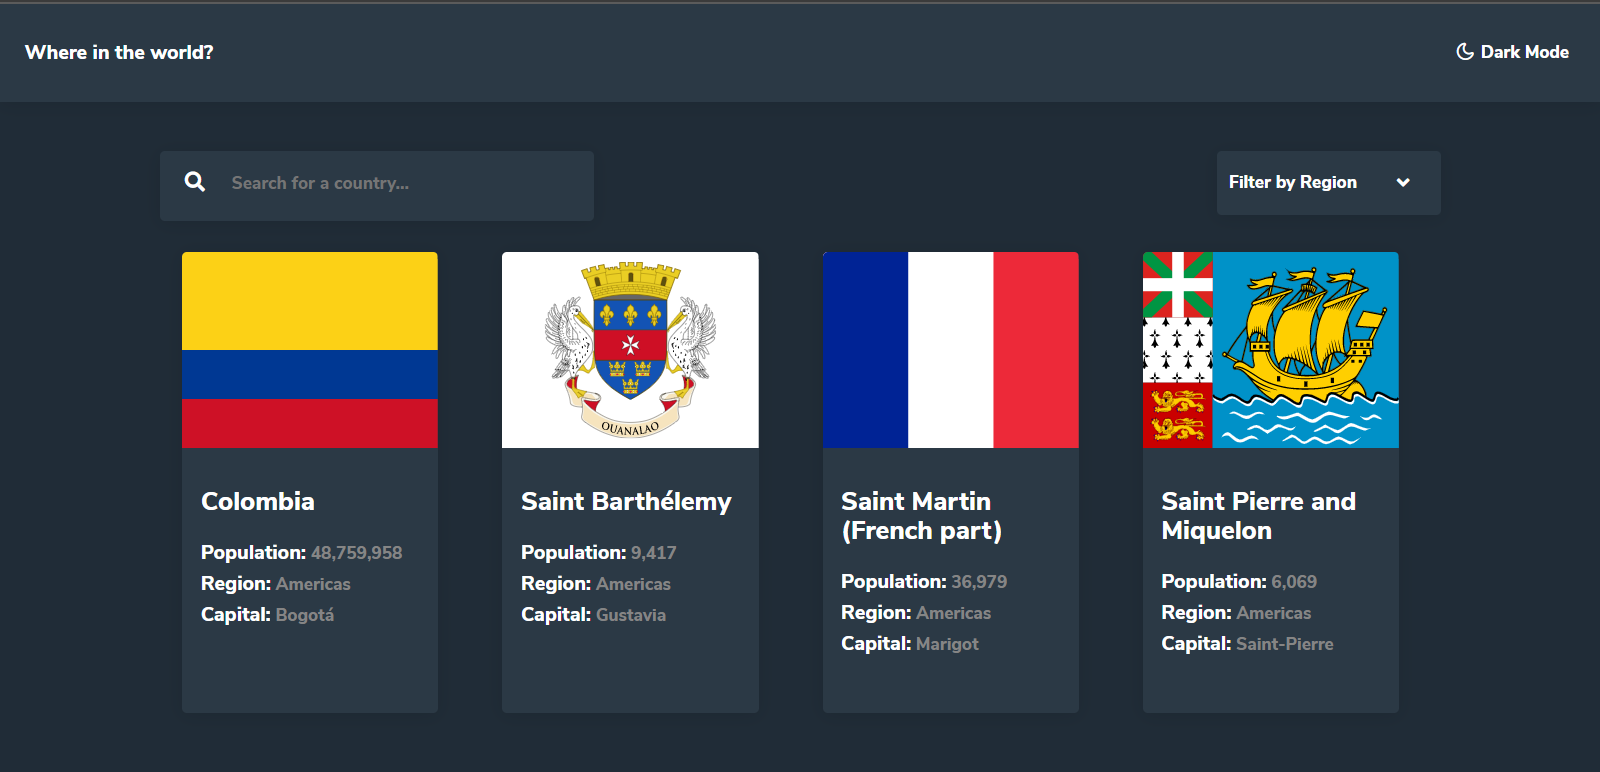 Where in the world?
Dark Mode
Search for a country...
Filter by Region
OUANALAO
Colombia
Population: 48,759,958
Region: Americas
Capital: Bogotá
Saint Barthélemy
Population: 9,417
Region: Americas
Capital: Gustavia
Saint Martin
(French part)
Population: 36,979
Region: Americas
Capital: Marigot
Saint Pierre and
Miquelon
Population: 6,069
Region: Americas
Capital: Saint-Pierre